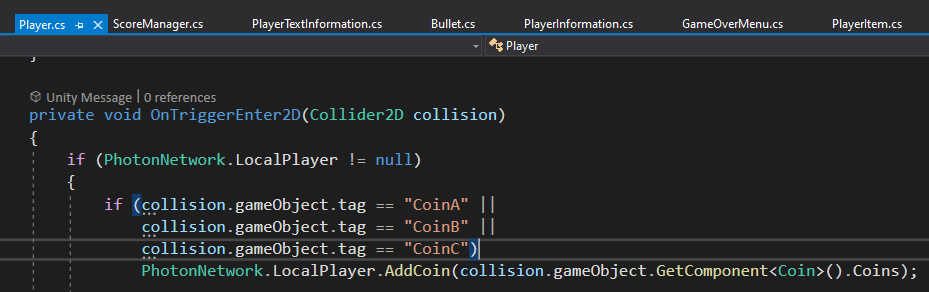 Player.cs ScoreManager.cs PlayerTextInformation.cs Bullet.cs PlayerInformation.cs GameOverMenu.cs PlayerItem.cs
Player
}
Unity Message | 0 references
private void OnTriggerEnter2D(Collider2D collision)
{
if (PhotonNetwork.LocalPlayer != null)
{
if (collision.gameObject.tag == "CoinA" ||
collision.gameObject.tag == "CoinB" ||
collision.gameObject.tag == "CoinC")
PhotonNetwork.LocalPlayer.AddCoin(collision.gameObject.GetComponent<Coin>().Coins);